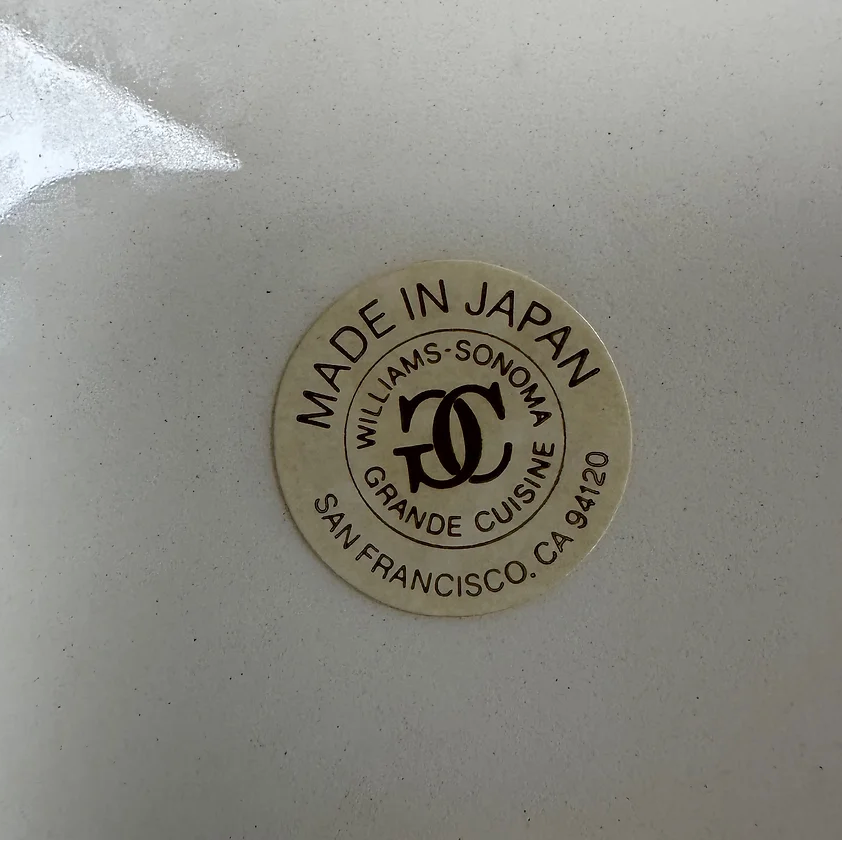 MADE IN JAPAN
WILLIAMS-SONOMA
GC
GRANDE CUISINE
SAN FRANCISCO. CA 94120